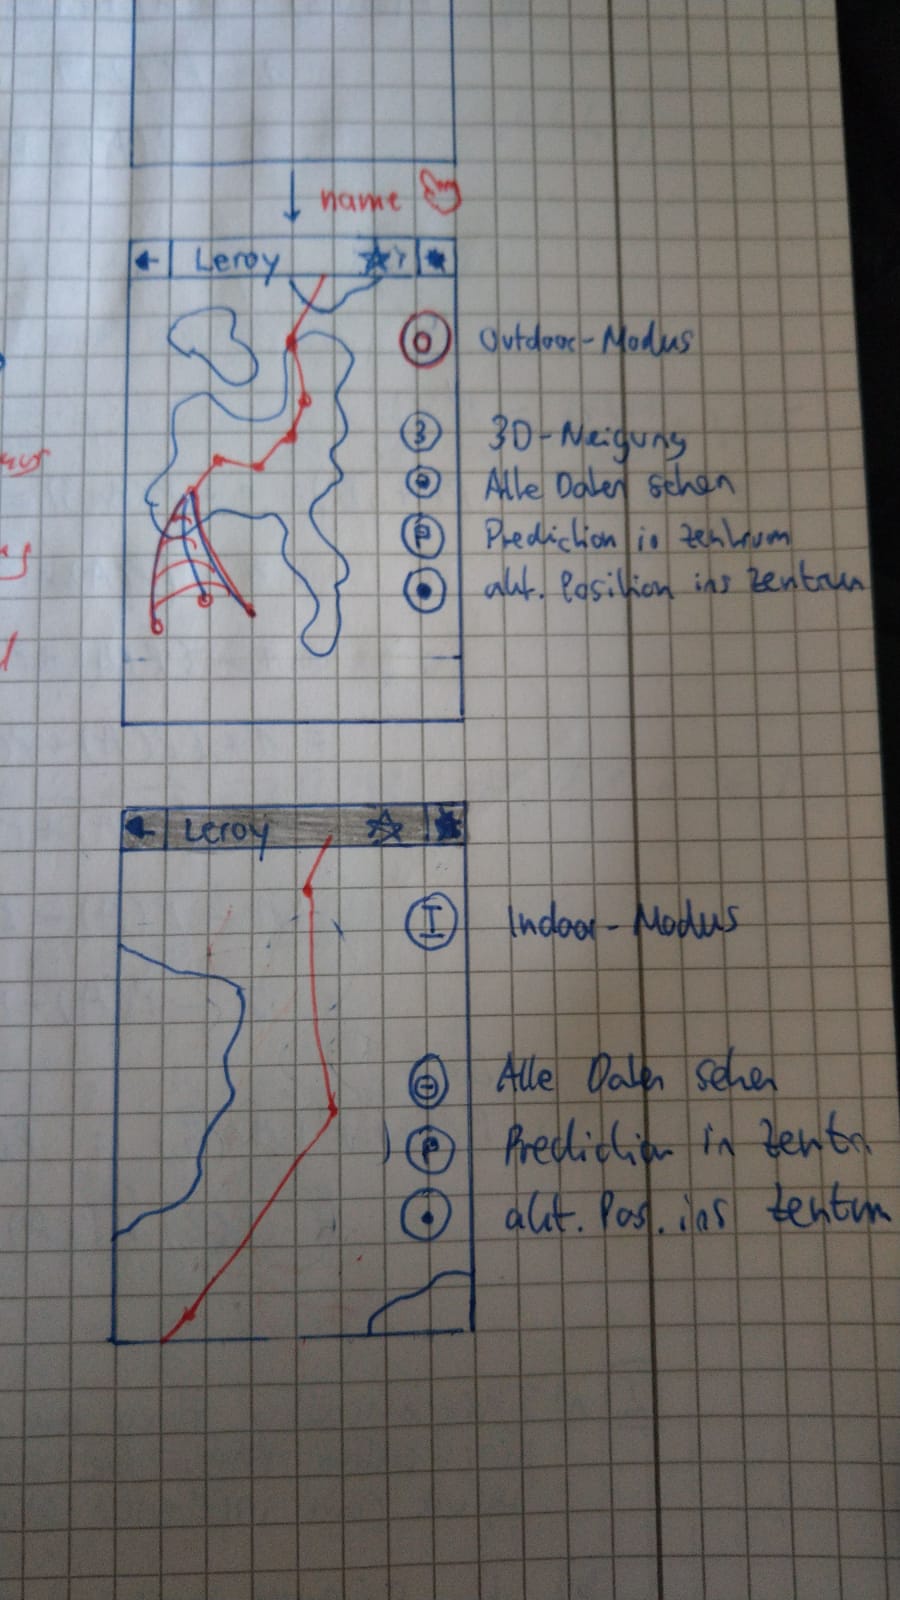 name
Leroy
O Outdoor-Modus
3 3D-Neigung
Alle Daten sehen
P Prediction in Zentrum
akt. Position ins Zentrum
Leroy
I Indoor-Modus
Alle Daten sehen
P Prediction in Zentr
akt. Pos. ins Zentrum